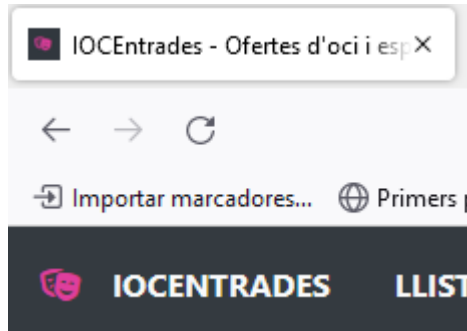 IOCEntrades - Ofertes d'oci i esp
Importar marcadores... Primers
IOCENTRADES LLIST